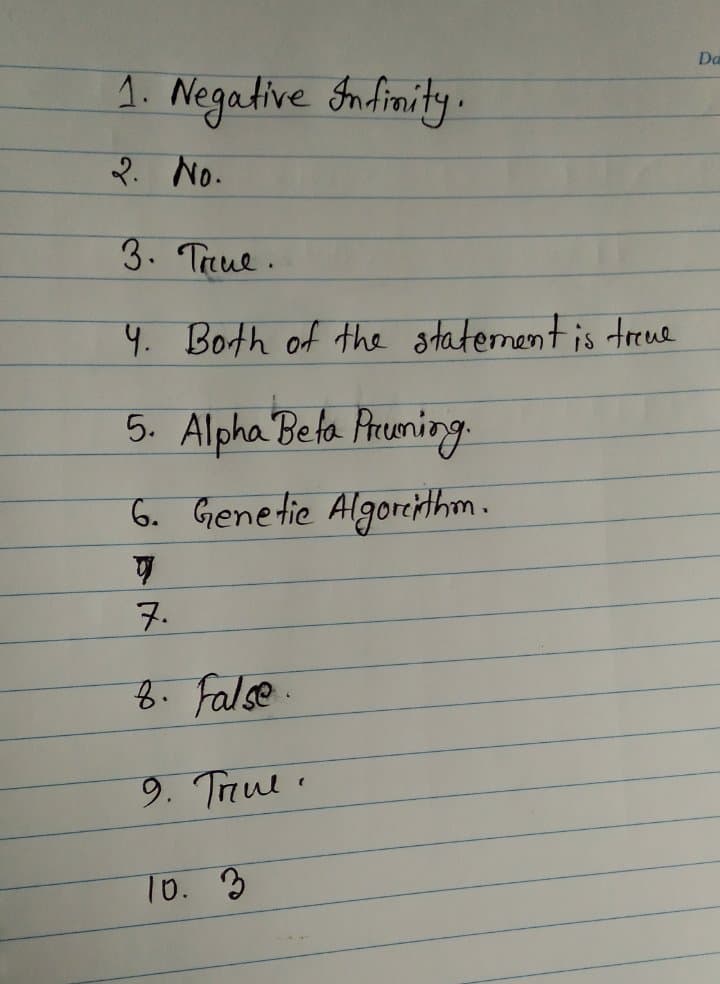 Da
1. Negative Infinity.
2. No.
3. True.
4. Both of the statement is true
5. Alpha Beta Pruning.
6. Genetic Algorithm.
7.
8. False.
9. True.
10. 3